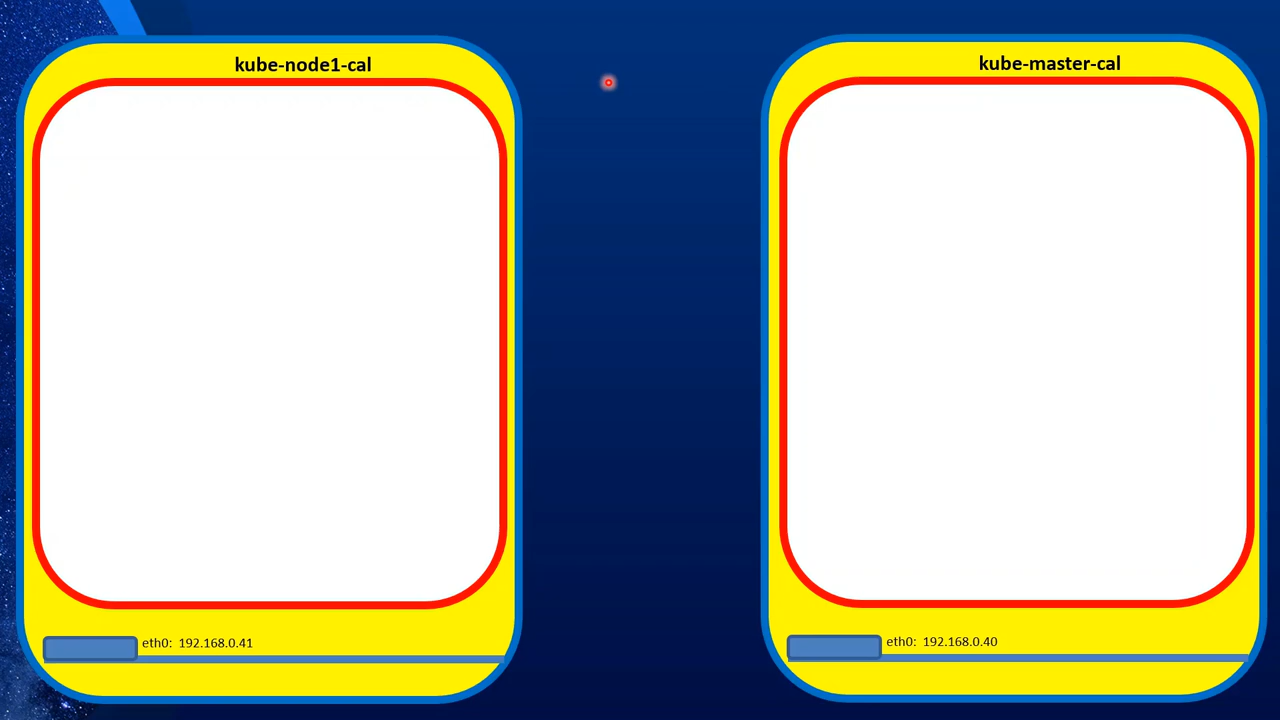 kube-node1-cal
eth0: 192.168.0.41
kube-master-cal
eth0: 192.168.0.40